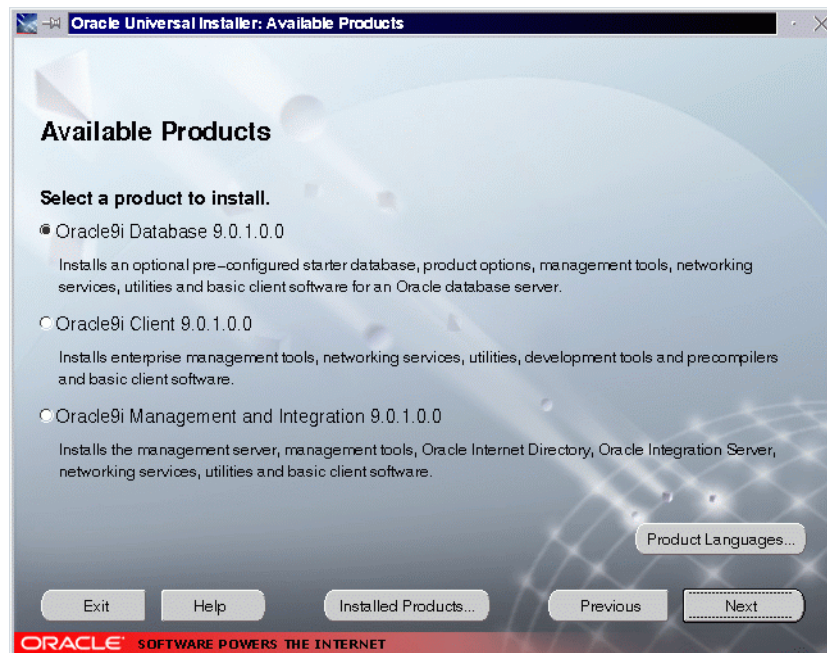 Oracle Universal Installer: Available Products
Available Products
Select a product to install.
Oracle9i Database 9.0.1.0.0
Installs an optional pre-configured starter database, product options, management tools, networking
services, utilities and basic client software for an Oracle database server.
Oracle9i Client 9.0.1.0.0
Installs enterprise management tools, networking services, utilities, development tools and precompilers
and basic client software.
Oracle9i Management and Integration 9.0.1.0.0
Installs the management server, management tools, Oracle Internet Directory, Oracle Integration Server,
networking services, utilities and basic client software.
Product Languages...
Exit Help Installed Products... Previous Next
ORACLE SOFTWARE POWERS THE INTERNET